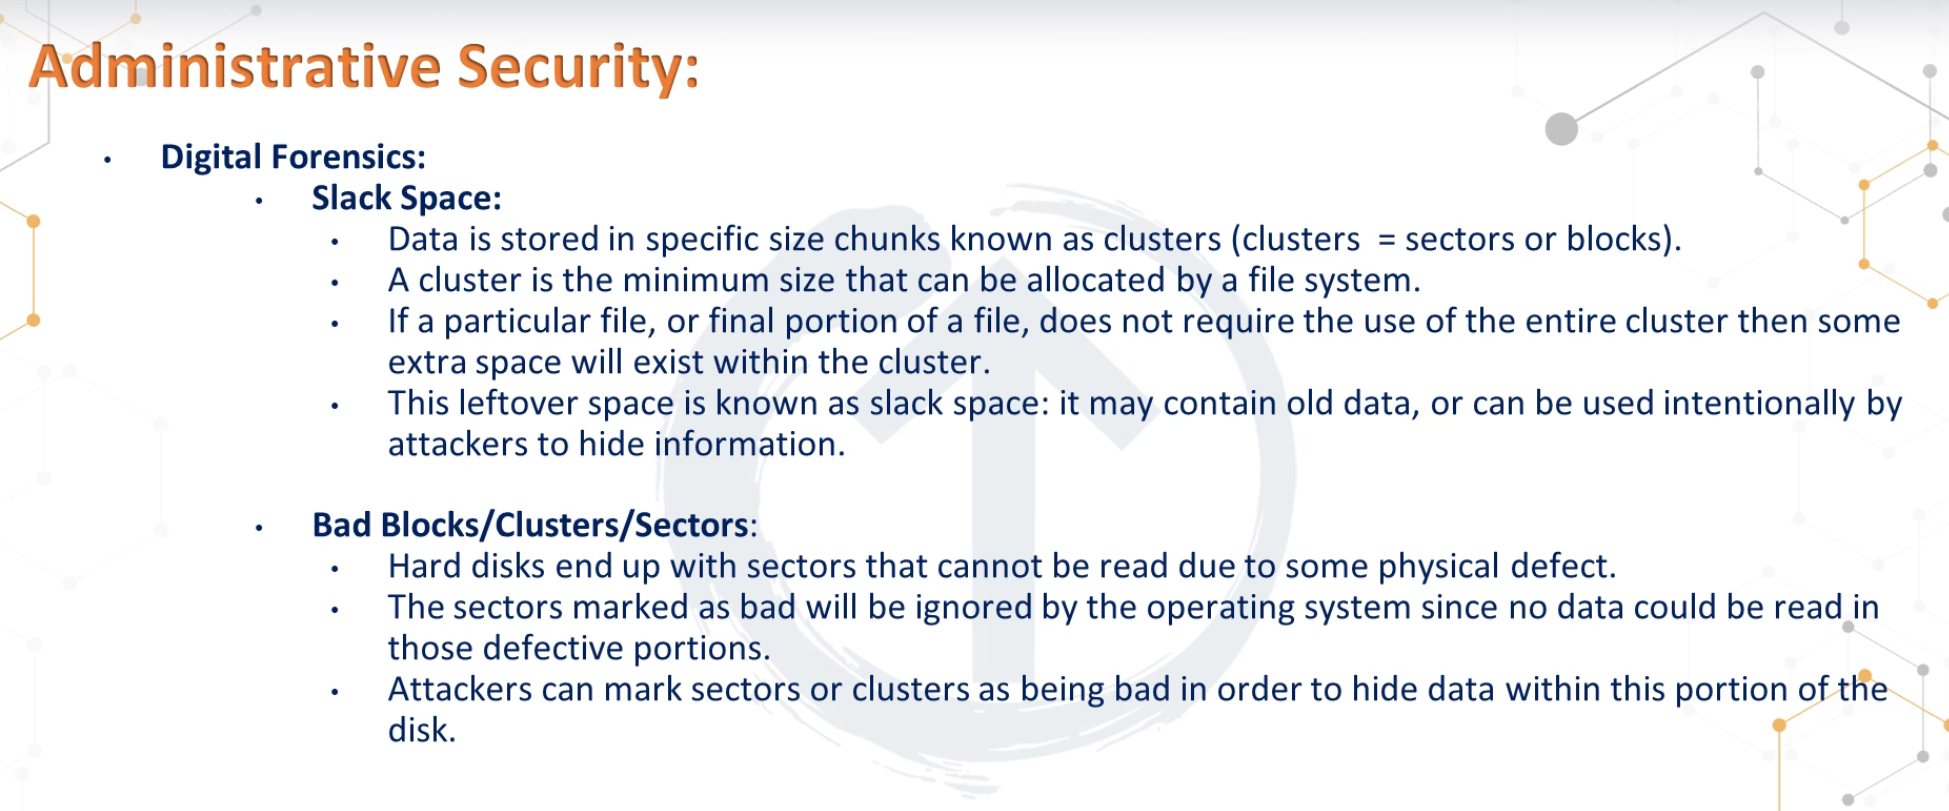 Administrative Security:
• Digital Forensics:
• Slack Space:
• Data is stored in specific size chunks known as clusters (clusters  = sectors or blocks).
• A cluster is the minimum size that can be allocated by a file system.
• If a particular file, or final portion of a file, does not require the use of the entire cluster then some
extra space will exist within the cluster.
• This leftover space is known as slack space: it may contain old data, or can be used intentionally by
attackers to hide information.
• Bad Blocks/Clusters/Sectors:
• Hard disks end up with sectors that cannot be read due to some physical defect.
• The sectors marked as bad will be ignored by the operating system since no data could be read in
those defective portions.
• Attackers can mark sectors or clusters as being bad in order to hide data within this portion of the
disk.